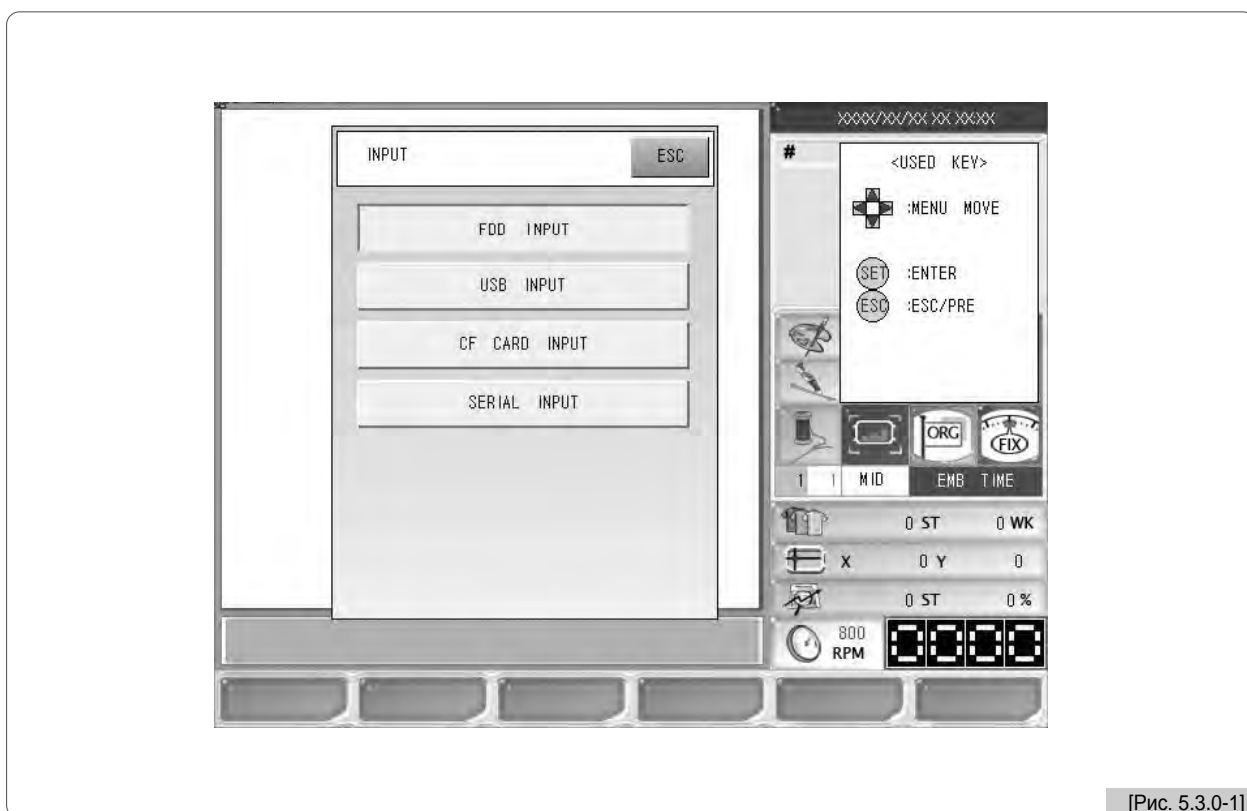 XXXX/XX/XX XX XX:XX
INPUT
ESC
FDD INPUT
USB INPUT
CF CARD INPUT
SERIAL INPUT
#
<USED KEY>
:MENU MOVE
SET :ENTER
ESC :ESC/PRE
ORG
FIX
1 1 MID EMB TIME
0 ST 0 WK
X 0 Y 0
0 ST 0 %
800
RPM
0000
[Рис. 5.3.0-1]